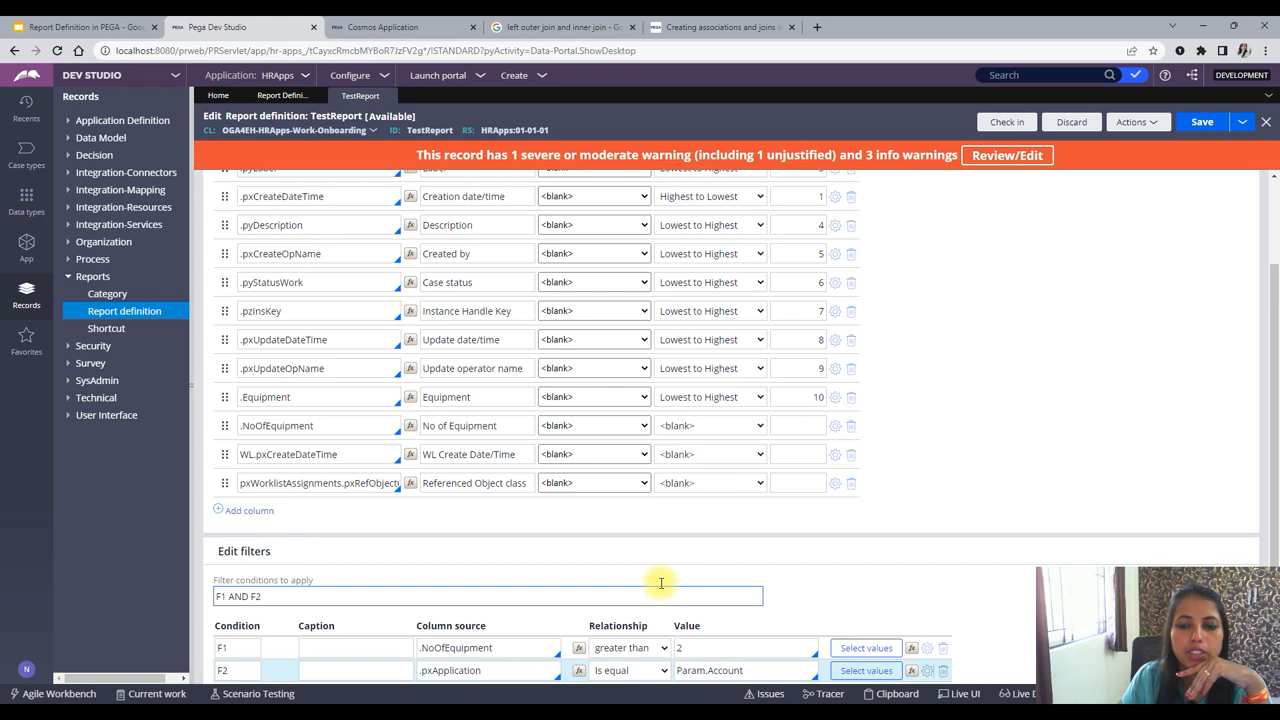 Report Definition in PEGA - Goog
Pega Dev Studio
Cosmos Application
left outer join and inner join - Go
Creating associations and joins in
localhost:8080/prweb/PRServlet/app/hr-apps_/tCayxcRmcbMYBoR7JzFV2g*/!STANDARD?pyActivity=Data-Portal.ShowDesktop
DEV STUDIO
Application: HRApps
Configure
Launch portal
Create
Search
DEVELOPMENT
Recents
Case types
Data types
App
Records
Favorites
N
Records
Application Definition
Data Model
Decision
Integration-Connectors
Integration-Mapping
Integration-Resources
Integration-Services
Organization
Process
Reports
Category
Report definition
Shortcut
Security
Survey
SysAdmin
Technical
User Interface
Home
Report Defini...
TestReport
Edit Report definition: TestReport [Available]
CL: OGA4EH-HRApps-Work-Onboarding ID: TestReport RS: HRApps:01-01-01
Check in
Discard
Actions
Save
This record has 1 severe or moderate warning (including 1 unjustified) and 3 info warnings Review/Edit
.pxCreateDateTime Creation date/time <blank> Highest to Lowest 1
.pyDescription Description <blank> Lowest to Highest 4
.pxCreateOpName Created by <blank> Lowest to Highest 5
.pyStatusWork Case status <blank> Lowest to Highest 6
.pzInsKey Instance Handle Key <blank> Lowest to Highest 7
.pxUpdateDateTime Update date/time <blank> Lowest to Highest 8
.pxUpdateOpName Update operator name <blank> Lowest to Highest 9
.Equipment Equipment <blank> Lowest to Highest 10
.NoOfEquipment No of Equipment <blank> <blank>
WL.pxCreateDateTime WL Create Date/Time <blank> <blank>
pxWorklistAssignments.pxRefObject Referenced Object class <blank> <blank>
Add column
Edit filters
Filter conditions to apply
F1 AND F2
Condition Caption Column source Relationship Value
F1 .NoOfEquipment greater than 2 Select values
F2 .pxApplication Is equal Param.Account Select values
Agile Workbench
Current work
Scenario Testing
Issues
Tracer
Clipboard
Live UI
Live D